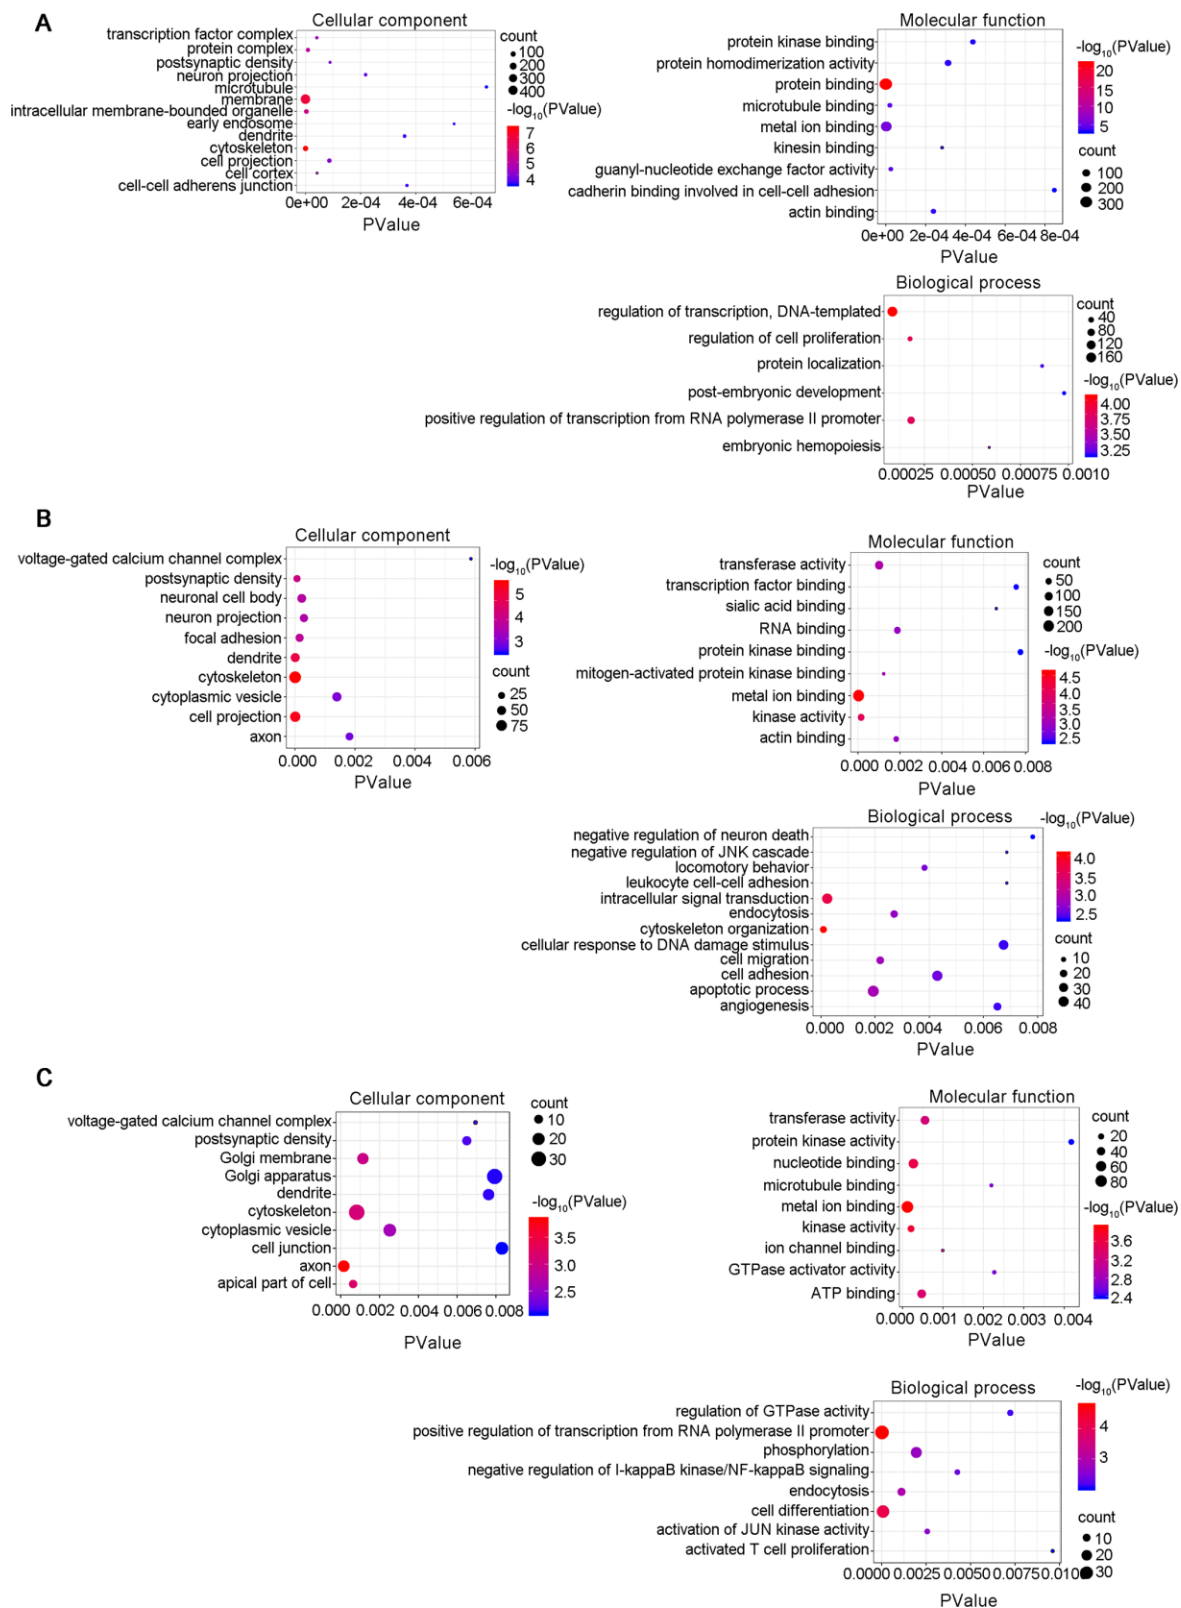 A
Cellular component
transcription factor complex
protein complex
postsynaptic density
neuron projection
microtubule
membrane
intracellular membrane-bounded organelle
early endosome
dendrite
cytoskeleton
cell projection
cell cortex
cell-cell adherens junction
0e+00 2e-04 4e-04 6e-04
PValue
count
100
200
300
400
-log10(PValue)
7
6
5
4
Molecular function
protein kinase binding
protein homodimerization activity
protein binding
microtubule binding
metal ion binding
kinesin binding
guanyl-nucleotide exchange factor activity
cadherin binding involved in cell-cell adhesion
actin binding
0e+00 2e-04 4e-04 6e-04 8e-04
PValue
-log10(PValue)
20
15
10
5
count
100
200
300
Biological process
regulation of transcription, DNA-templated
regulation of cell proliferation
protein localization
post-embryonic development
positive regulation of transcription from RNA polymerase II promoter
embryonic hemopoiesis
0.00025 0.00050 0.00075 0.0010
PValue
count
40
80
120
160
-log10(PValue)
4.00
3.75
3.50
3.25
B
Cellular component
voltage-gated calcium channel complex
postsynaptic density
neuronal cell body
neuron projection
focal adhesion
dendrite
cytoskeleton
cytoplasmic vesicle
cell projection
axon
0.000 0.002 0.004 0.006
PValue
-log10(PValue)
5
4
3
count
25
50
75
Molecular function
transferase activity
transcription factor binding
sialic acid binding
RNA binding
protein kinase binding
mitogen-activated protein kinase binding
metal ion binding
kinase activity
actin binding
0.000 0.002 0.004 0.006 0.008
PValue
count
50
100
150
200
-log10(PValue)
4.5
4.0
3.5
3.0
2.5
Biological process
negative regulation of neuron death
negative regulation of JNK cascade
locomotory behavior
leukocyte cell-cell adhesion
intracellular signal transduction
endocytosis
cytoskeleton organization
cellular response to DNA damage stimulus
cell migration
cell adhesion
apoptotic process
angiogenesis
0.000 0.002 0.004 0.006 0.008
PValue
-log10(PValue)
4.0
3.5
3.0
2.5
count
10
20
30
40
C
Cellular component
voltage-gated calcium channel complex
postsynaptic density
Golgi membrane
Golgi apparatus
dendrite
cytoskeleton
cytoplasmic vesicle
cell junction
axon
apical part of cell
0.000 0.002 0.004 0.006 0.008
PValue
count
10
20
30
-log10(PValue)
3.5
3.0
2.5
Molecular function
transferase activity
protein kinase activity
nucleotide binding
microtubule binding
metal ion binding
kinase activity
ion channel binding
GTPase activator activity
ATP binding
0.000 0.001 0.002 0.003 0.004
PValue
count
20
40
60
80
-log10(PValue)
3.6
3.2
2.8
2.4
Biological process
regulation of GTPase activity
positive regulation of transcription from RNA polymerase II promoter
phosphorylation
negative regulation of I-kappaB kinase/NF-kappaB signaling
endocytosis
cell differentiation
activation of JUN kinase activity
activated T cell proliferation
0.0000 0.0025 0.0050 0.0075 0.010
PValue
-log10(PValue)
4
3
count
10
20
30